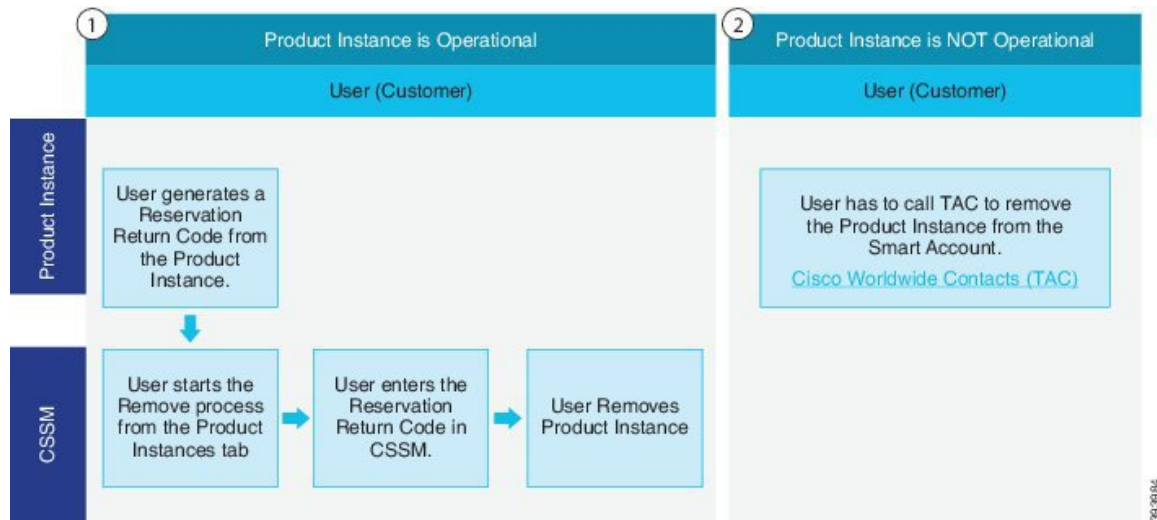 1
Product Instance is Operational
User (Customer)
2
Product Instance is NOT Operational
User (Customer)
Product Instance
User generates a
Reservation
Return Code from
the Product
Instance.
User has to call TAC to remove
the Product Instance from the
Smart Account.
Cisco Worldwide Contacts (TAC)
CSSM
User starts the
Remove process
from the Product
Instances tab
User enters the
Reservation
Return Code in
CSSM.
User Removes
Product Instance
393984